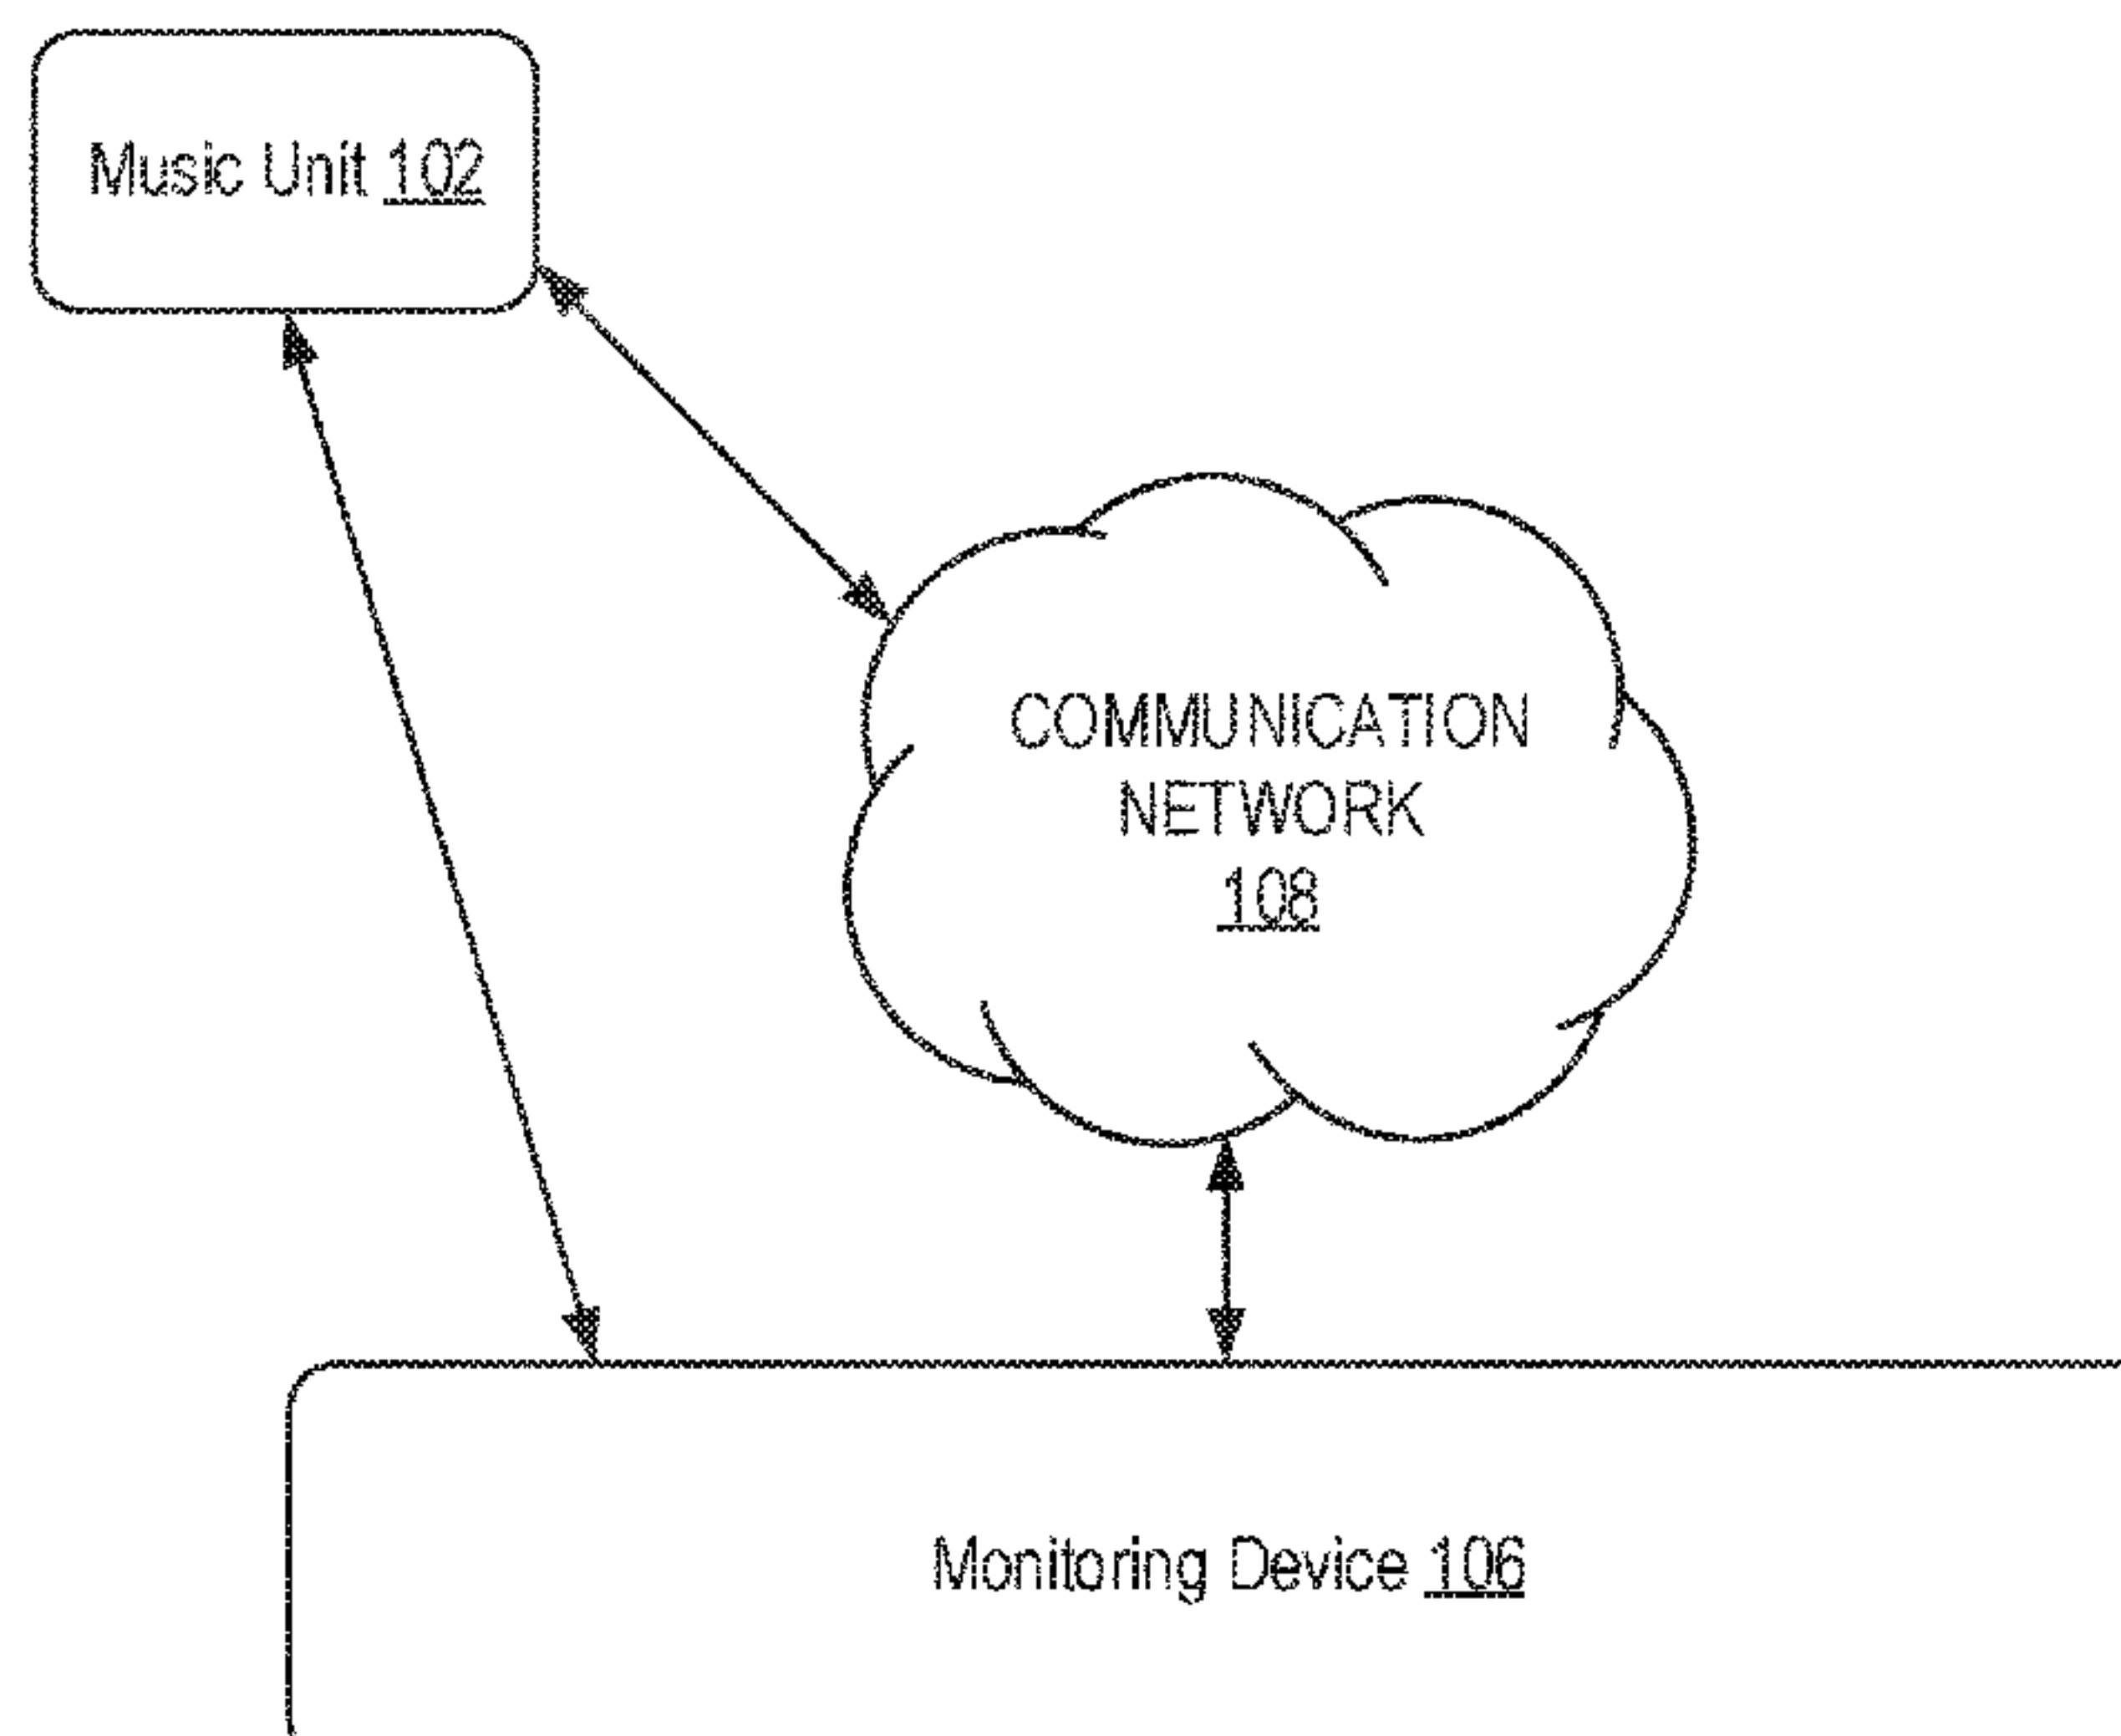 Music Unit 102
COMMUNICATION
NETWORK
108
Monitoring Device 106